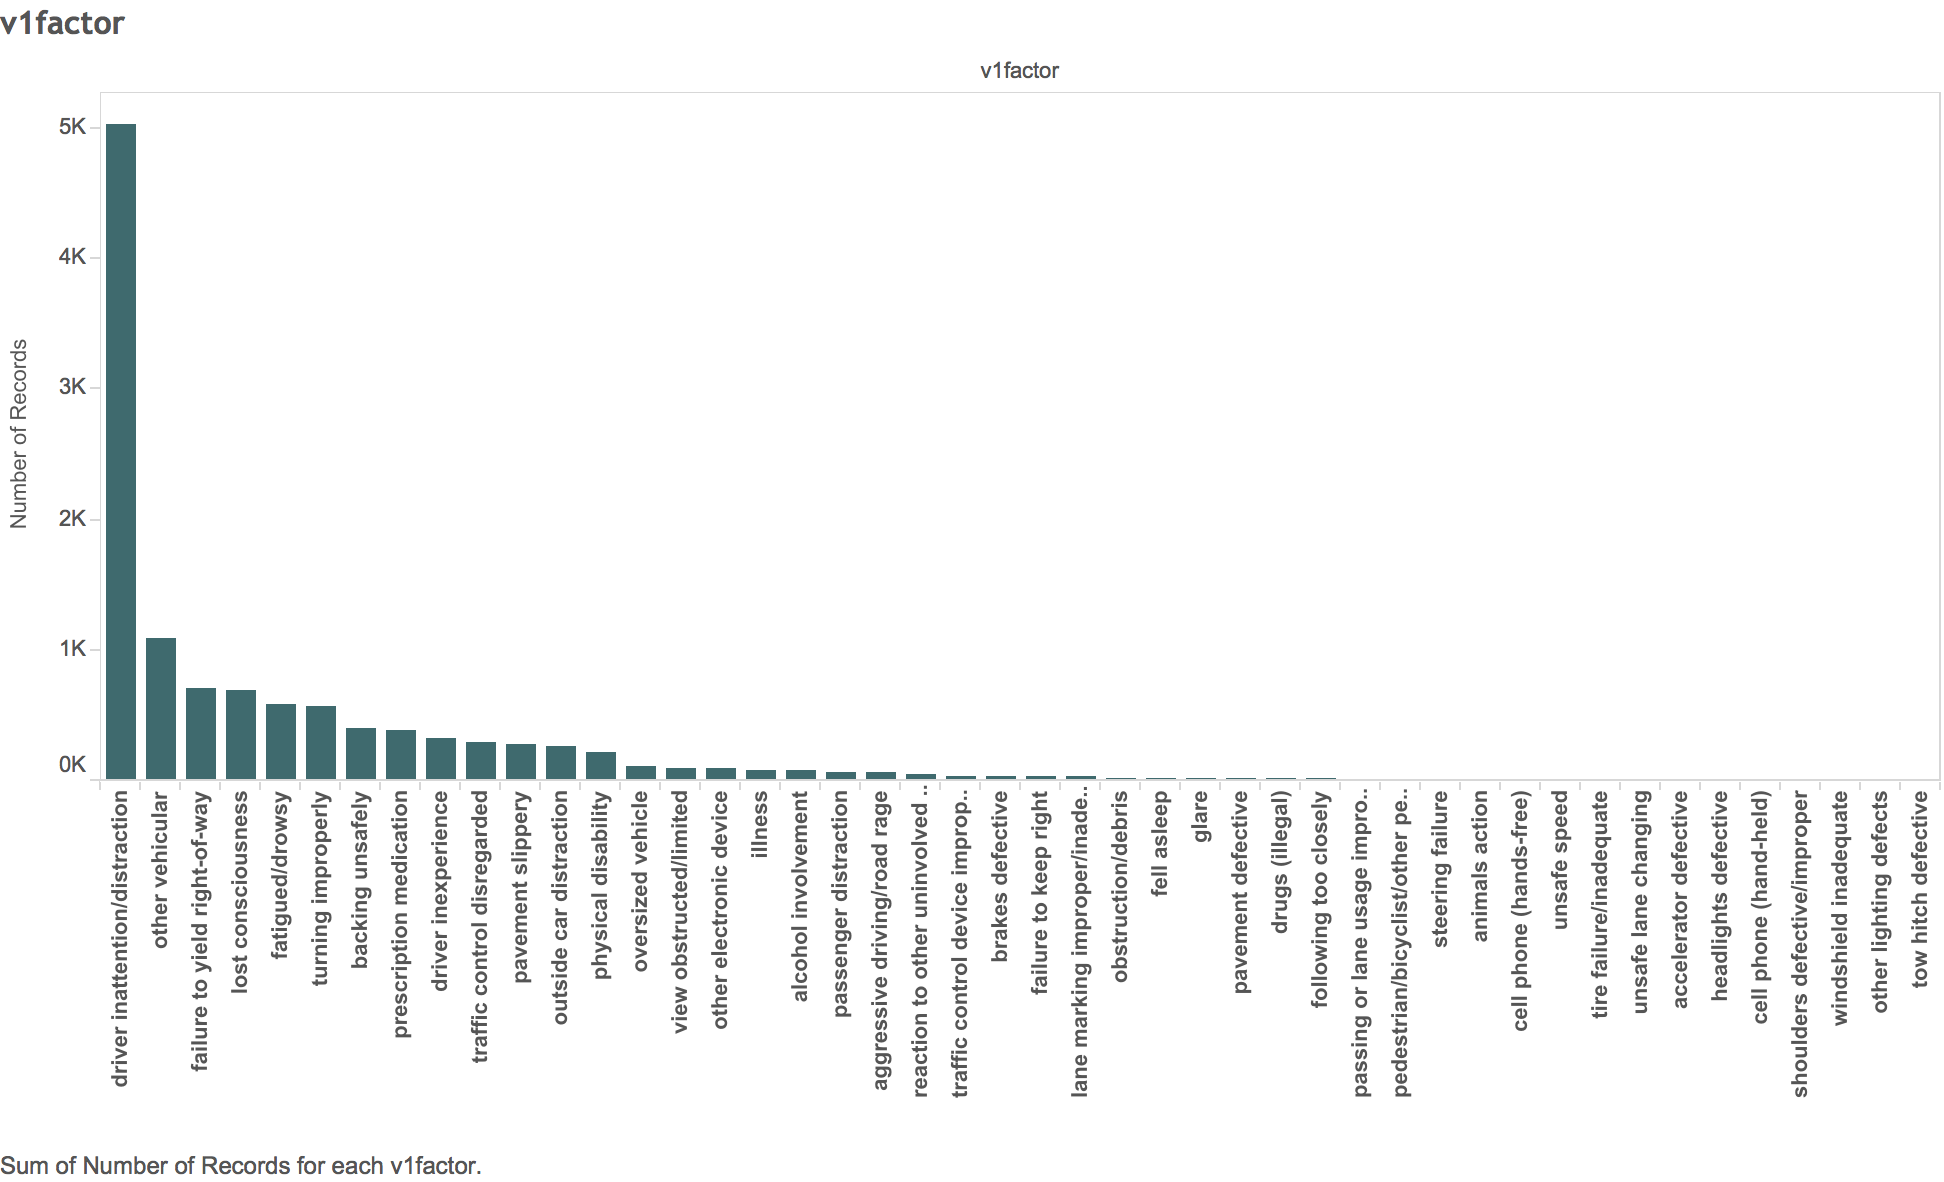 v1factor
v1factor
5K
4K
3K
2K
1K
0K
Number of Records
driver inattention/distraction
other vehicular
failure to yield right-of-way
lost consciousness
fatigued/drowsy
turning improperly
backing unsafely
prescription medication
driver inexperience
traffic control disregarded
pavement slippery
outside car distraction
physical disability
oversized vehicle
view obstructed/limited
other electronic device
illness
alcohol involvement
passenger distraction
aggressive driving/road rage
reaction to other uninvolved ..
traffic control device improp..
brakes defective
failure to keep right
lane marking improper/inade..
obstruction/debris
fell asleep
glare
pavement defective
drugs (illegal)
following too closely
passing or lane usage impro..
pedestrian/bicyclist/other pe..
steering failure
animals action
cell phone (hands-free)
unsafe speed
tire failure/inadequate
unsafe lane changing
accelerator defective
headlights defective
cell phone (hand-held)
shoulders defective/improper
windshield inadequate
other lighting defects
tow hitch defective
Sum of Number of Records for each v1factor.